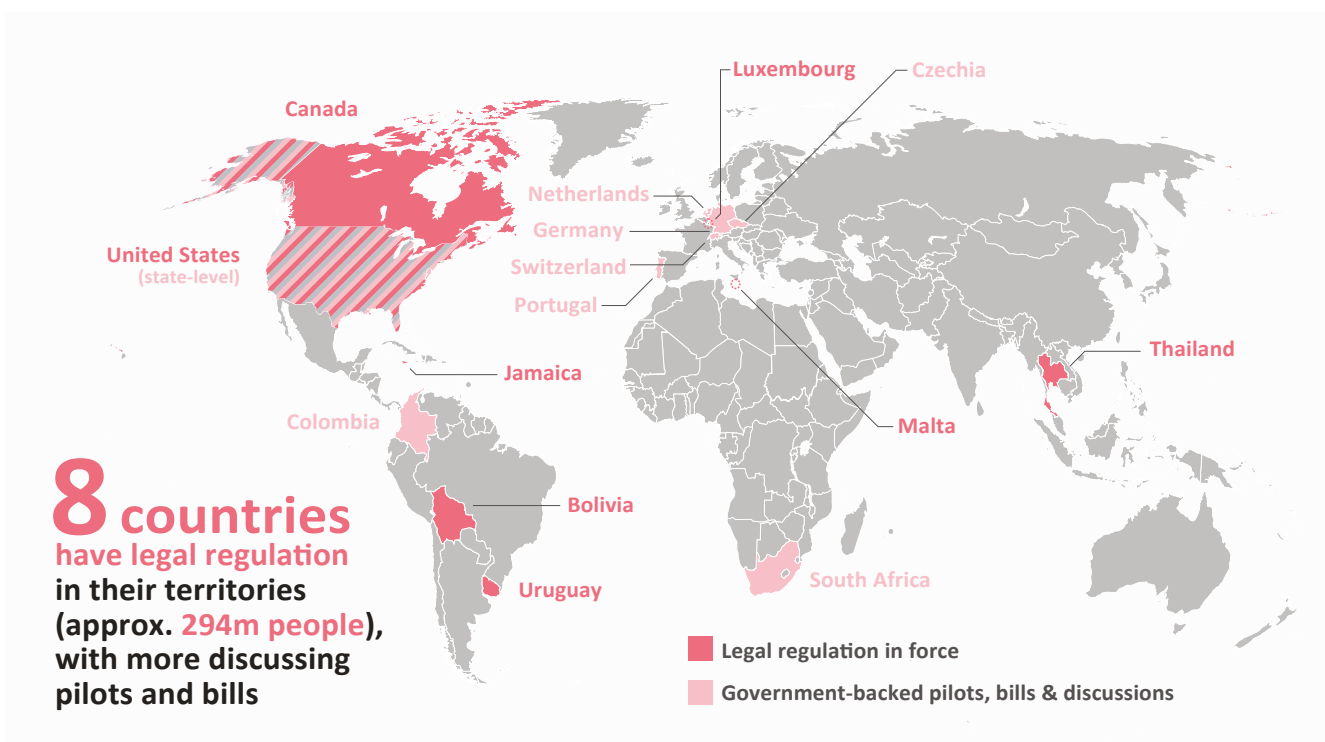 Luxembourg
Czechia
Canada
Netherlands
Germany
United States
(state-level)
Switzerland
Portugal
Thailand
Jamaica
Colombia
Malta
8 countries
have legal regulation
in their territories
(approx. 294m people),
with more discussing
pilots and bills
Bolivia
South Africa
Uruguay
Legal regulation in force
Government-backed pilots, bills & discussions